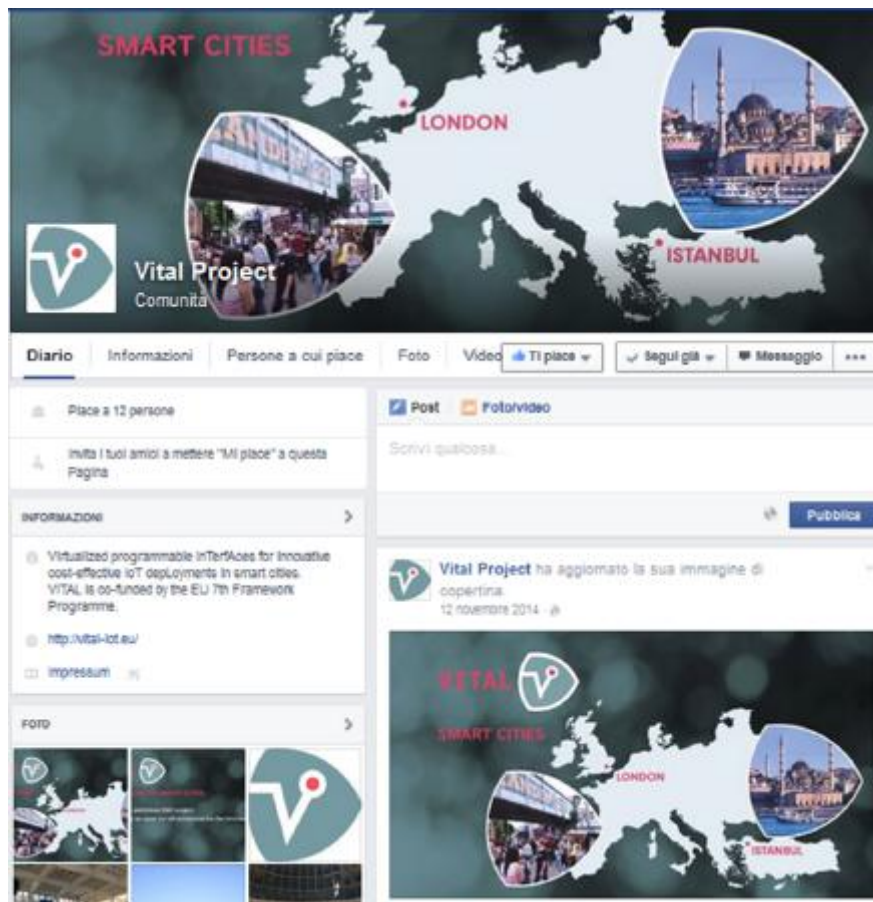 SMART CITIES
LONDON
ISTANBUL
Vital Project
Comunita
Diario
Informazioni
Persone a cui piace
Foto
Video
Ti piace
Segui già
Messaggio
Piace a 12 persone
Invita i tuoi amici a mettere "Mi piace" a questa
Pagina
INFORMAZIONI
Virtualized programmable InTerfAces for innovative
cost-effective IoT depLoyments in smart cities.
VITAL is co-funded by the EU 7th Framework
Programme.
http://vital-iot.eu/
Impressum
FOTO
Post
Foto/video
Scrivi qualcosa...
Pubblica
Vital Project ha aggiornato la sua immagine di
copertina.
12 novembre 2014
VITAL
SMART CITIES
LONDON
ISTANBUL